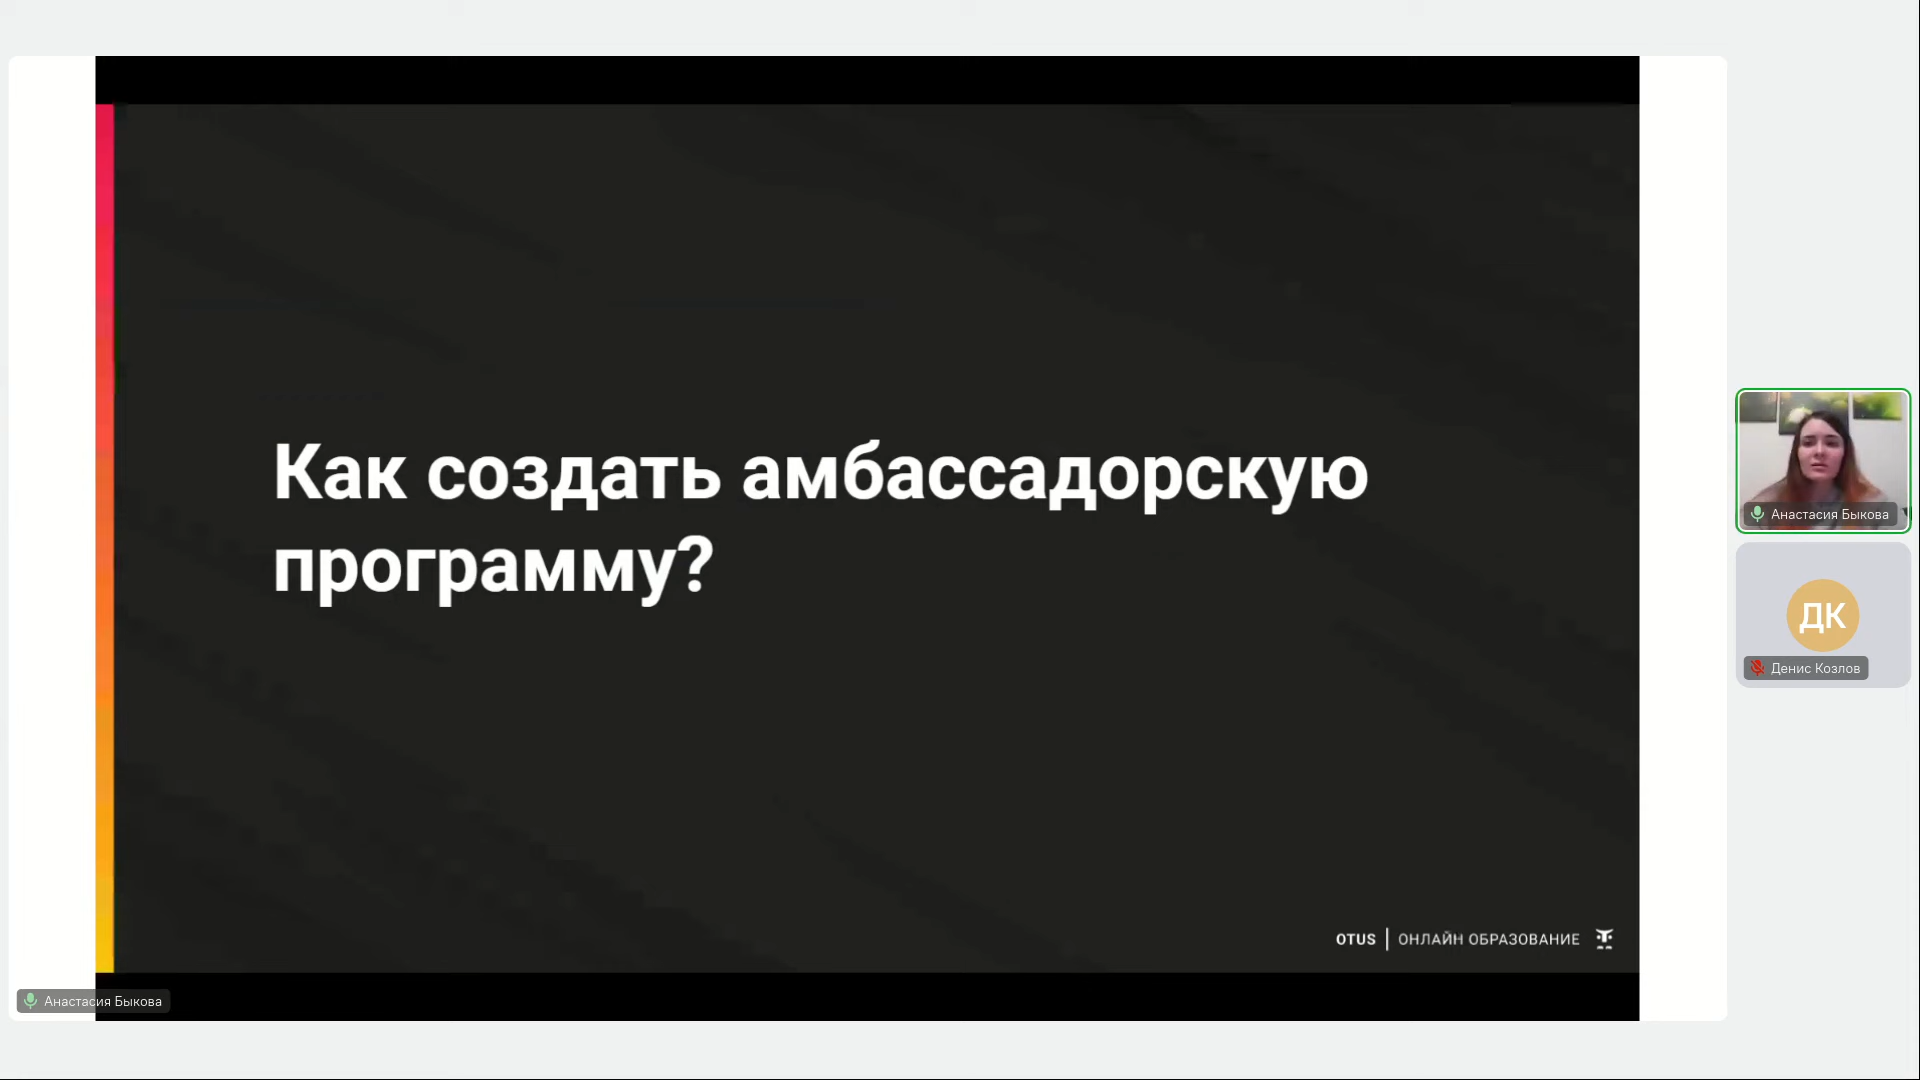 Как создать амбассадорскую
программу?
OTUS | ОНЛАЙН ОБРАЗОВАНИЕ
Анастасия Быкова
Анастасия Быкова
ДК
Денис Козлов